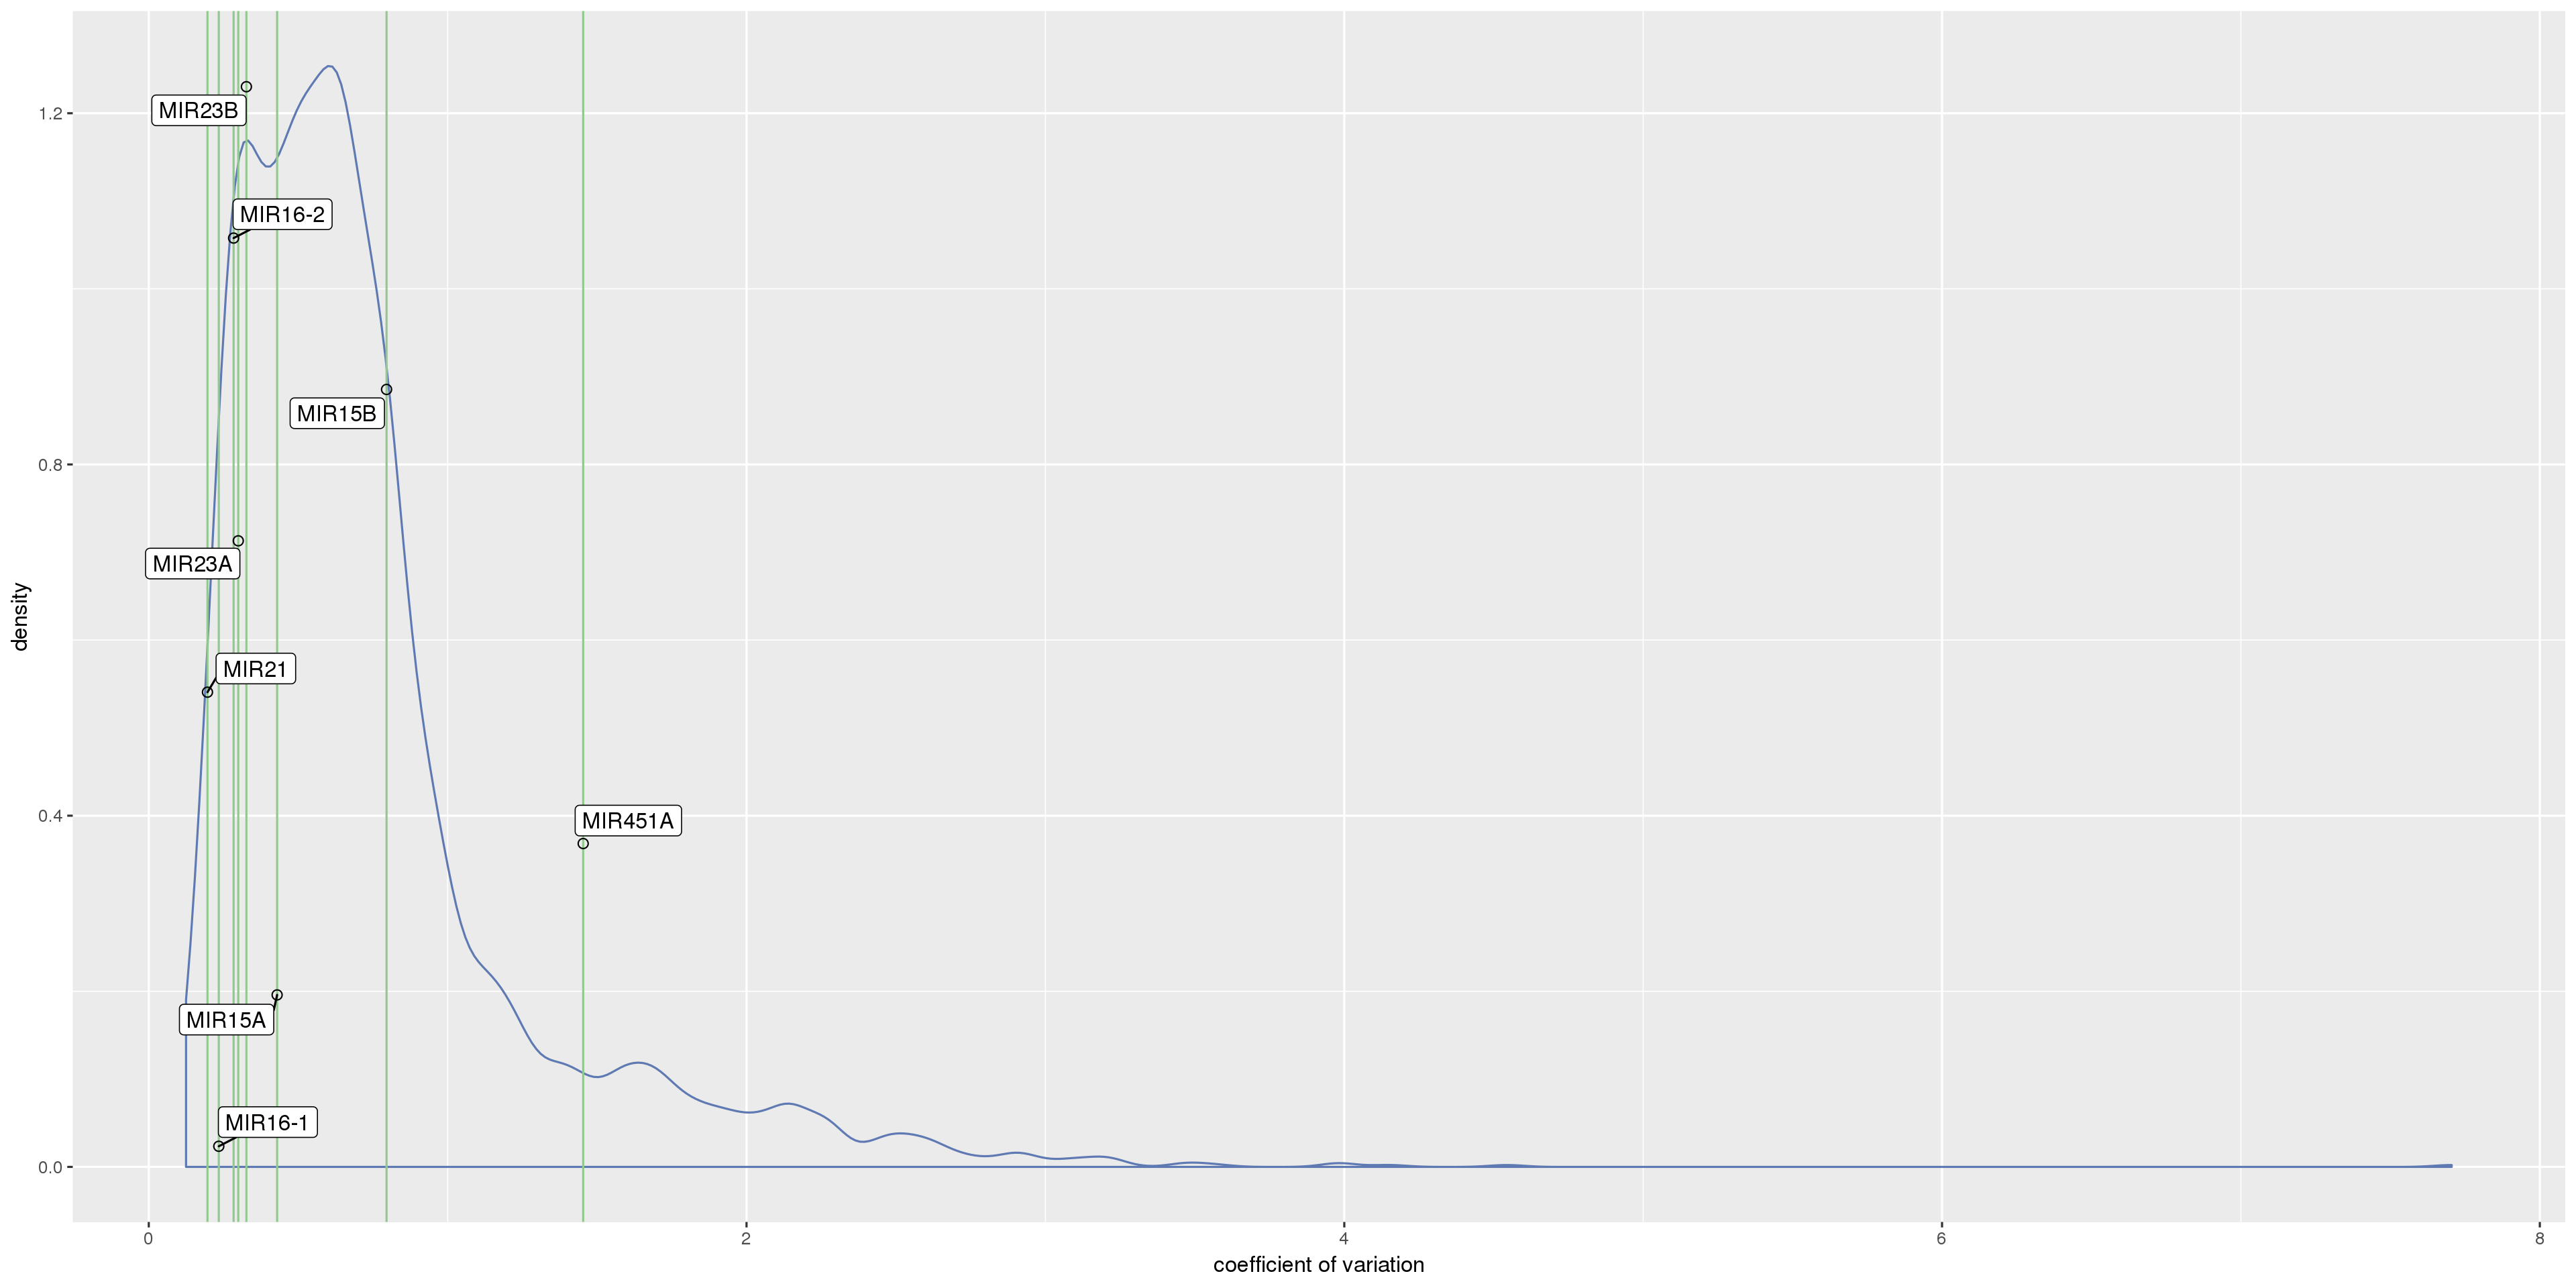 MIR23B
1.2
MIR16-2
MIR15B
0.8
MIR23A
density
MIR21
MIR451A
0.4
MIR15A
MIR16-1
0.0
0
2
4
6
8
coefficient of variation